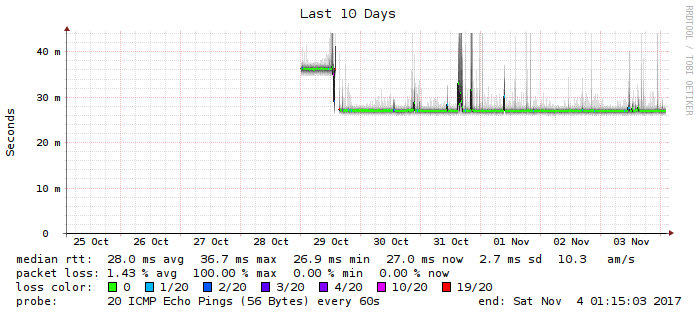 Last 10 Days
RRDTOOL / TOBI OETIKER
Seconds
40 m
30 m
20 m
10 m
0
25 Oct 26 Oct 27 Oct 28 Oct 29 Oct 30 Oct 31 Oct 01 Nov 02 Nov 03 Nov
median rtt: 28.0 ms avg 36.7 ms max 26.9 ms min 27.0 ms now 2.7 ms sd 10.3 am/s
packet loss: 1.43 % avg 100.00 % max 0.00 % min 0.00 % now
loss color: 0 1/20 2/20 3/20 4/20 10/20 19/20
probe: 20 ICMP Echo Pings (56 Bytes) every 60s end: Sat Nov 4 01:15:03 2017